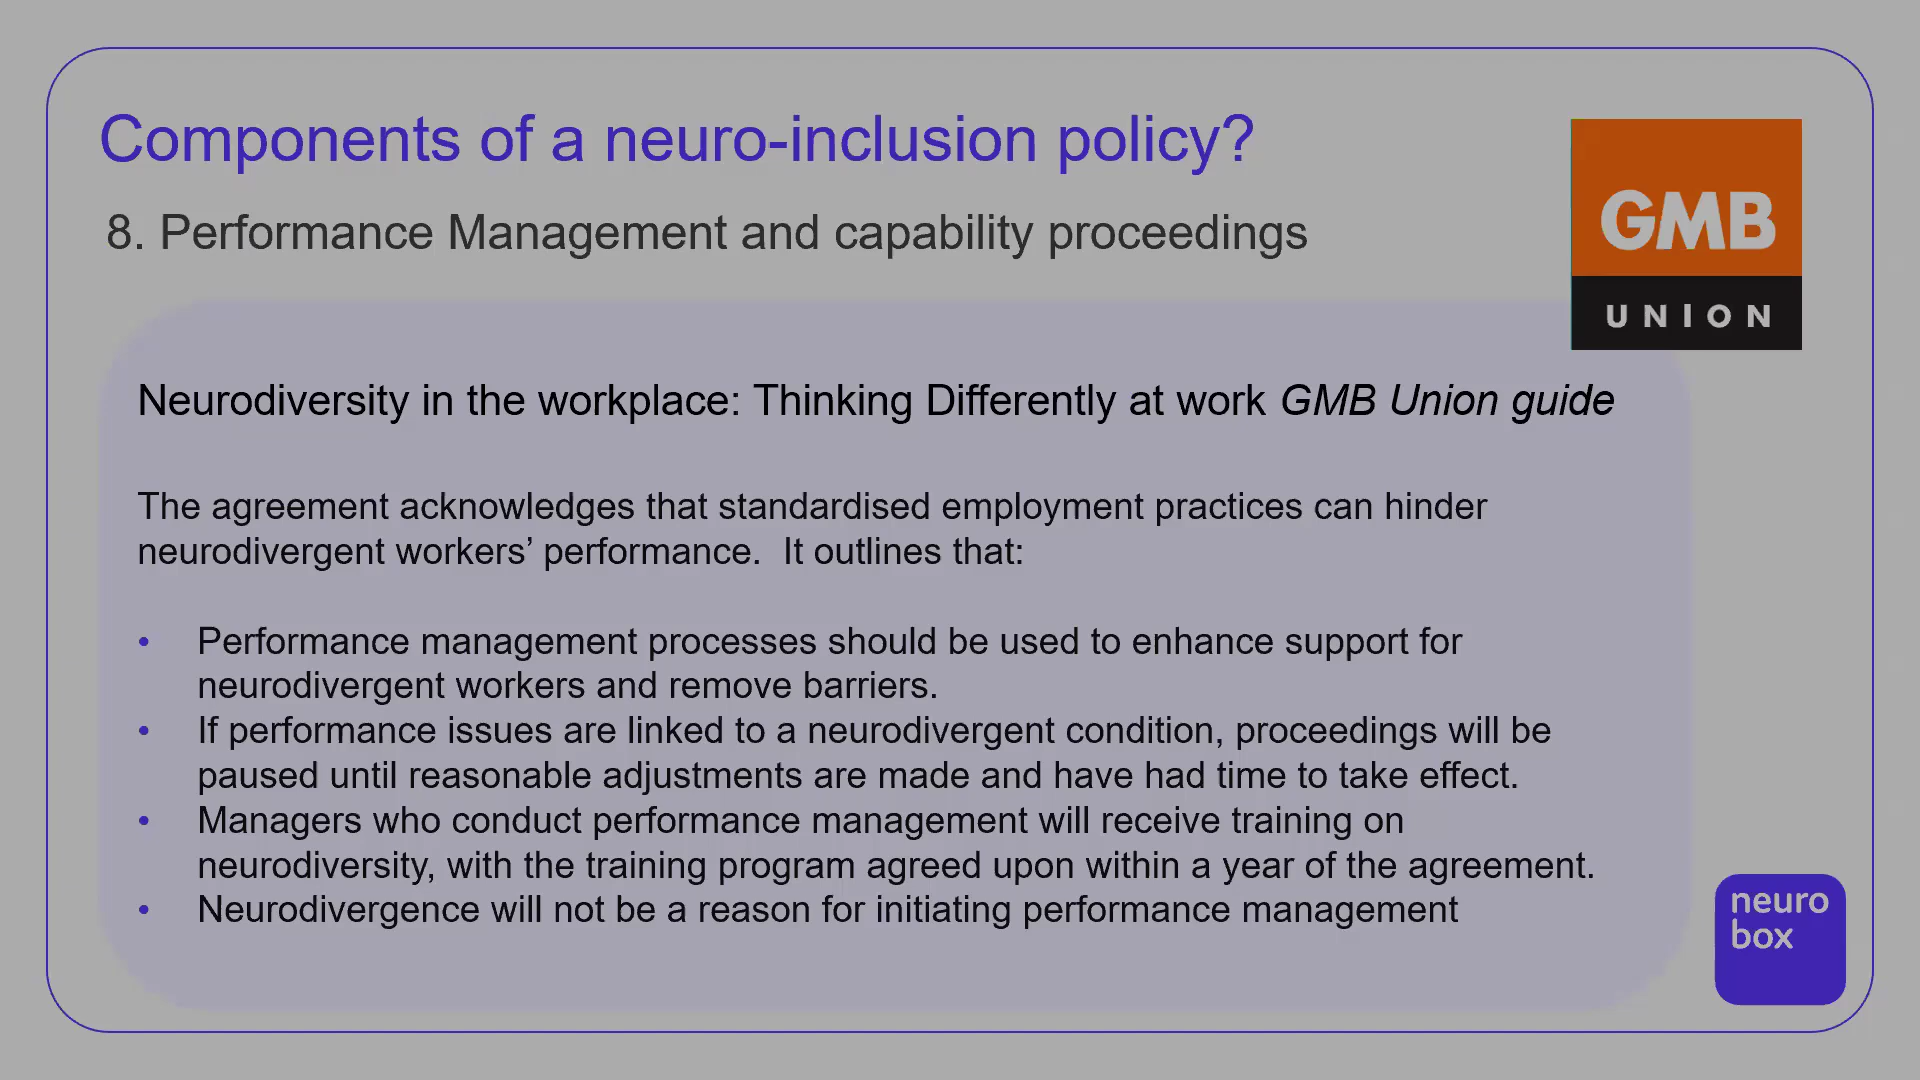 Components of a neuro-inclusion policy?
8. Performance Management and capability proceedings
GMB
UNION
Neurodiversity in the workplace: Thinking Differently at work GMB Union guide
The agreement acknowledges that standardised employment practices can hinder
neurodivergent workers’ performance.  It outlines that:
• Performance management processes should be used to enhance support for
neurodivergent workers and remove barriers.
• If performance issues are linked to a neurodivergent condition, proceedings will be
paused until reasonable adjustments are made and have had time to take effect.
• Managers who conduct performance management will receive training on
neurodiversity, with the training program agreed upon within a year of the agreement.
• Neurodivergence will not be a reason for initiating performance management
neuro
box